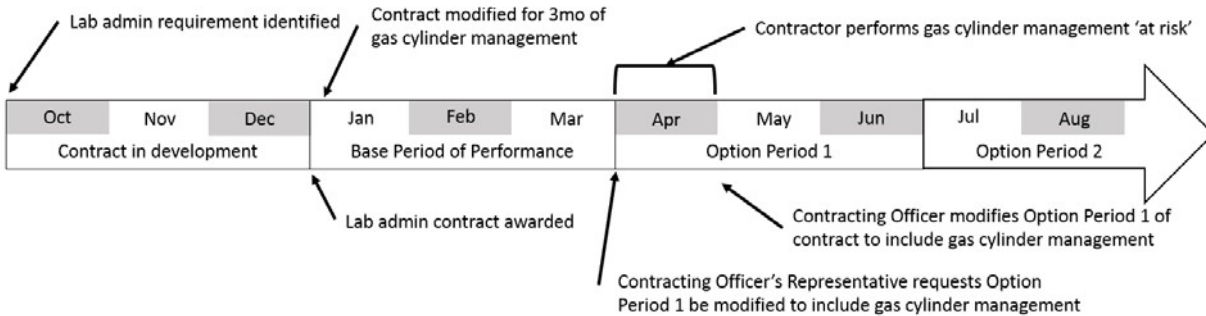 Lab admin requirement identified
Contract modified for 3mo of
gas cylinder management
Contractor performs gas cylinder management ‘at risk’
Oct Nov Dec Jan Feb Mar Apr May Jun Jul Aug
Contract in development Base Period of Performance Option Period 1 Option Period 2
Lab admin contract awarded
Contracting Officer modifies Option Period 1 of
contract to include gas cylinder management
Contracting Officer’s Representative requests Option
Period 1 be modified to include gas cylinder management